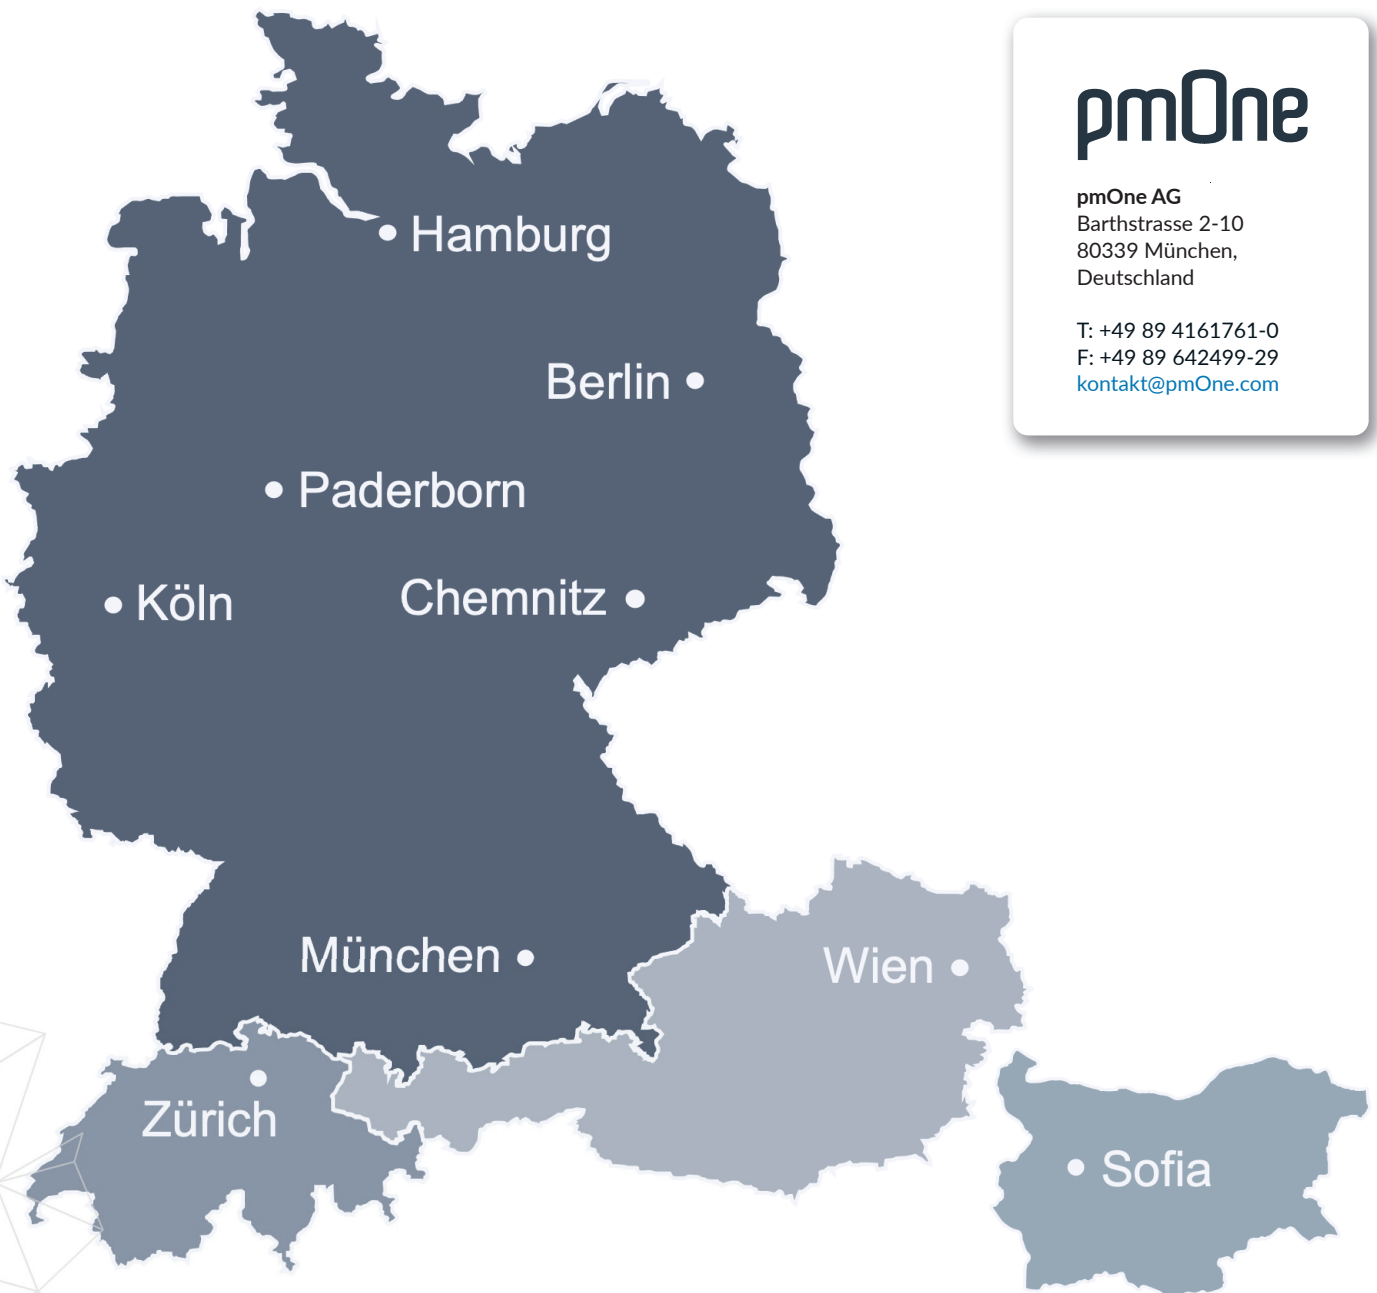 pmOne
pmOne AG
Barthstrasse 2-10
80339 München,
Deutschland
T: +49 89 4161761-0
F: +49 89 642499-29
kontakt@pmOne.com
Hamburg
Berlin
Paderborn
Köln
Chemnitz
München
Wien
Zürich
Sofia